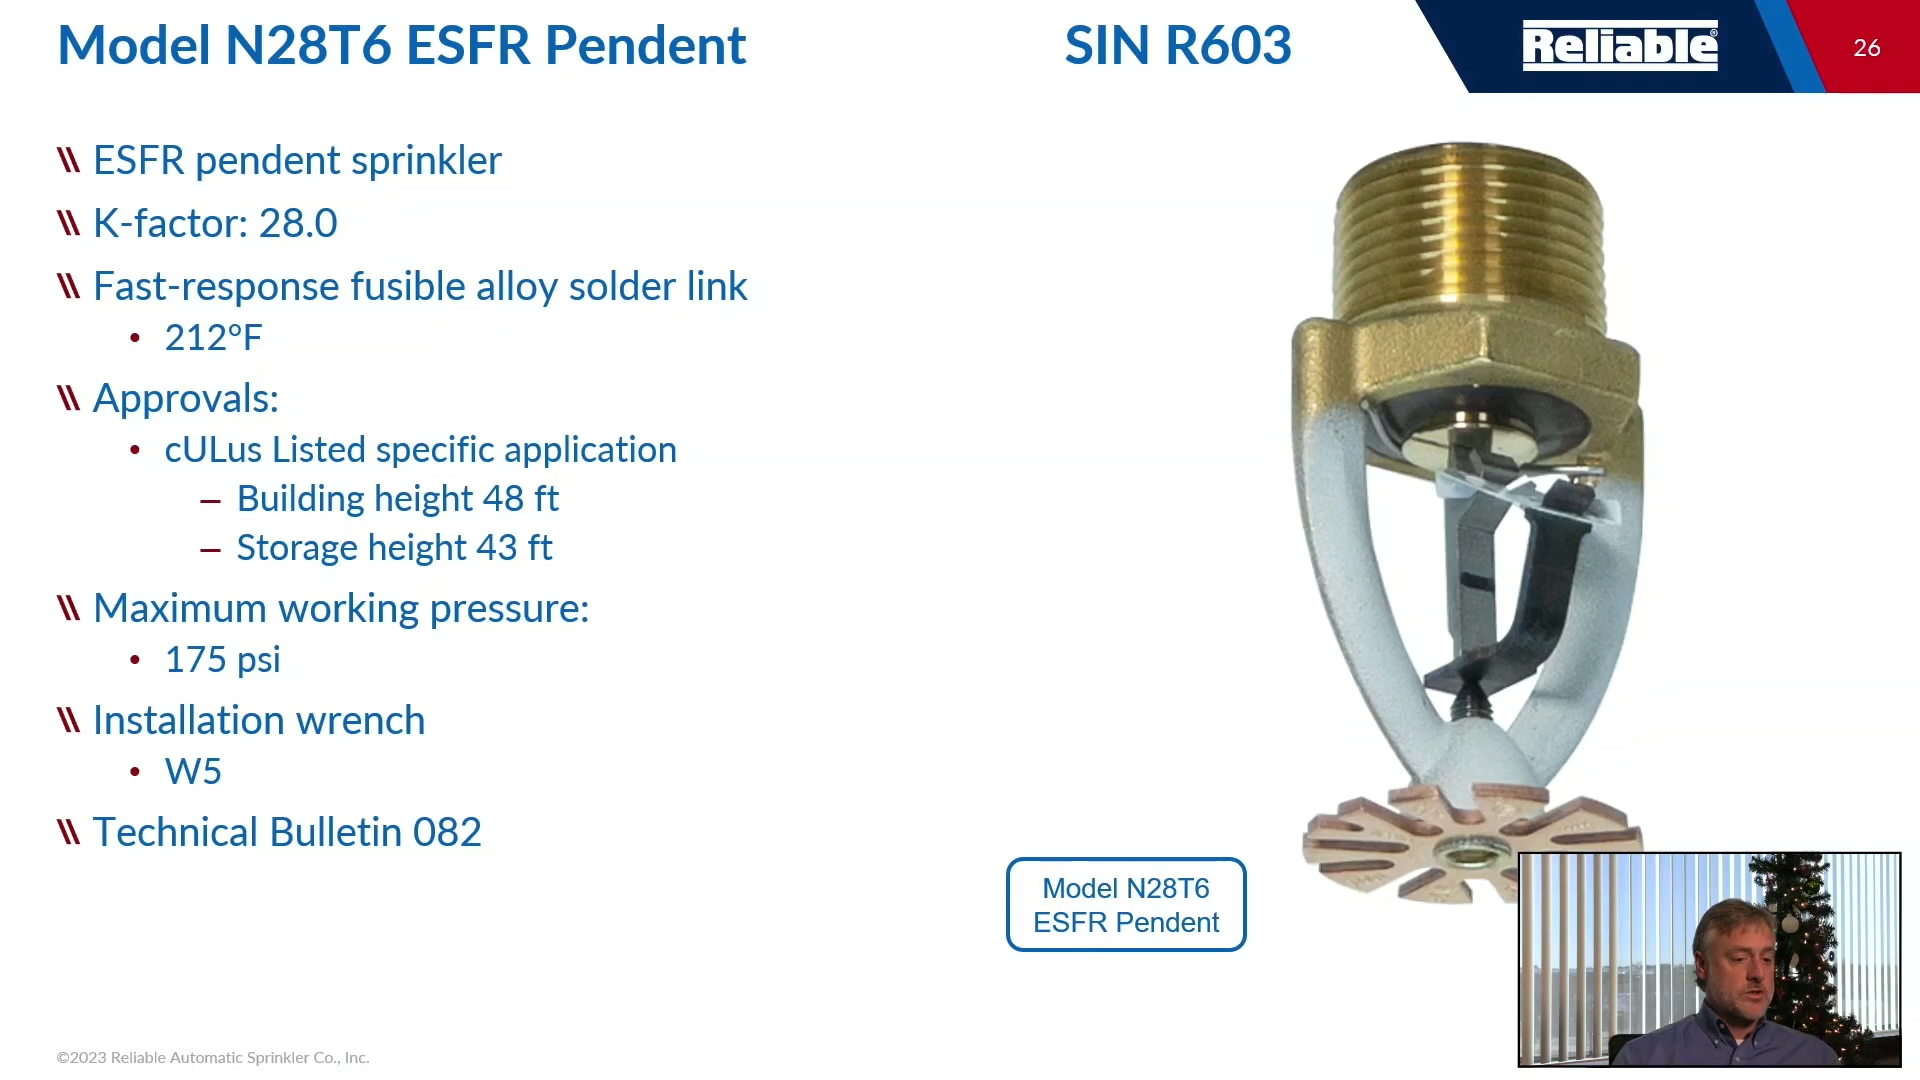 Model N28T6 ESFR Pendent
SIN R603
Reliable®
26
ESFR pendent sprinkler
K-factor: 28.0
Fast-response fusible alloy solder link
• 212°F
Approvals:
• cULus Listed specific application
– Building height 48 ft
– Storage height 43 ft
Maximum working pressure:
• 175 psi
Installation wrench
• W5
Technical Bulletin 082
Model N28T6
ESFR Pendent
©2023 Reliable Automatic Sprinkler Co., Inc.